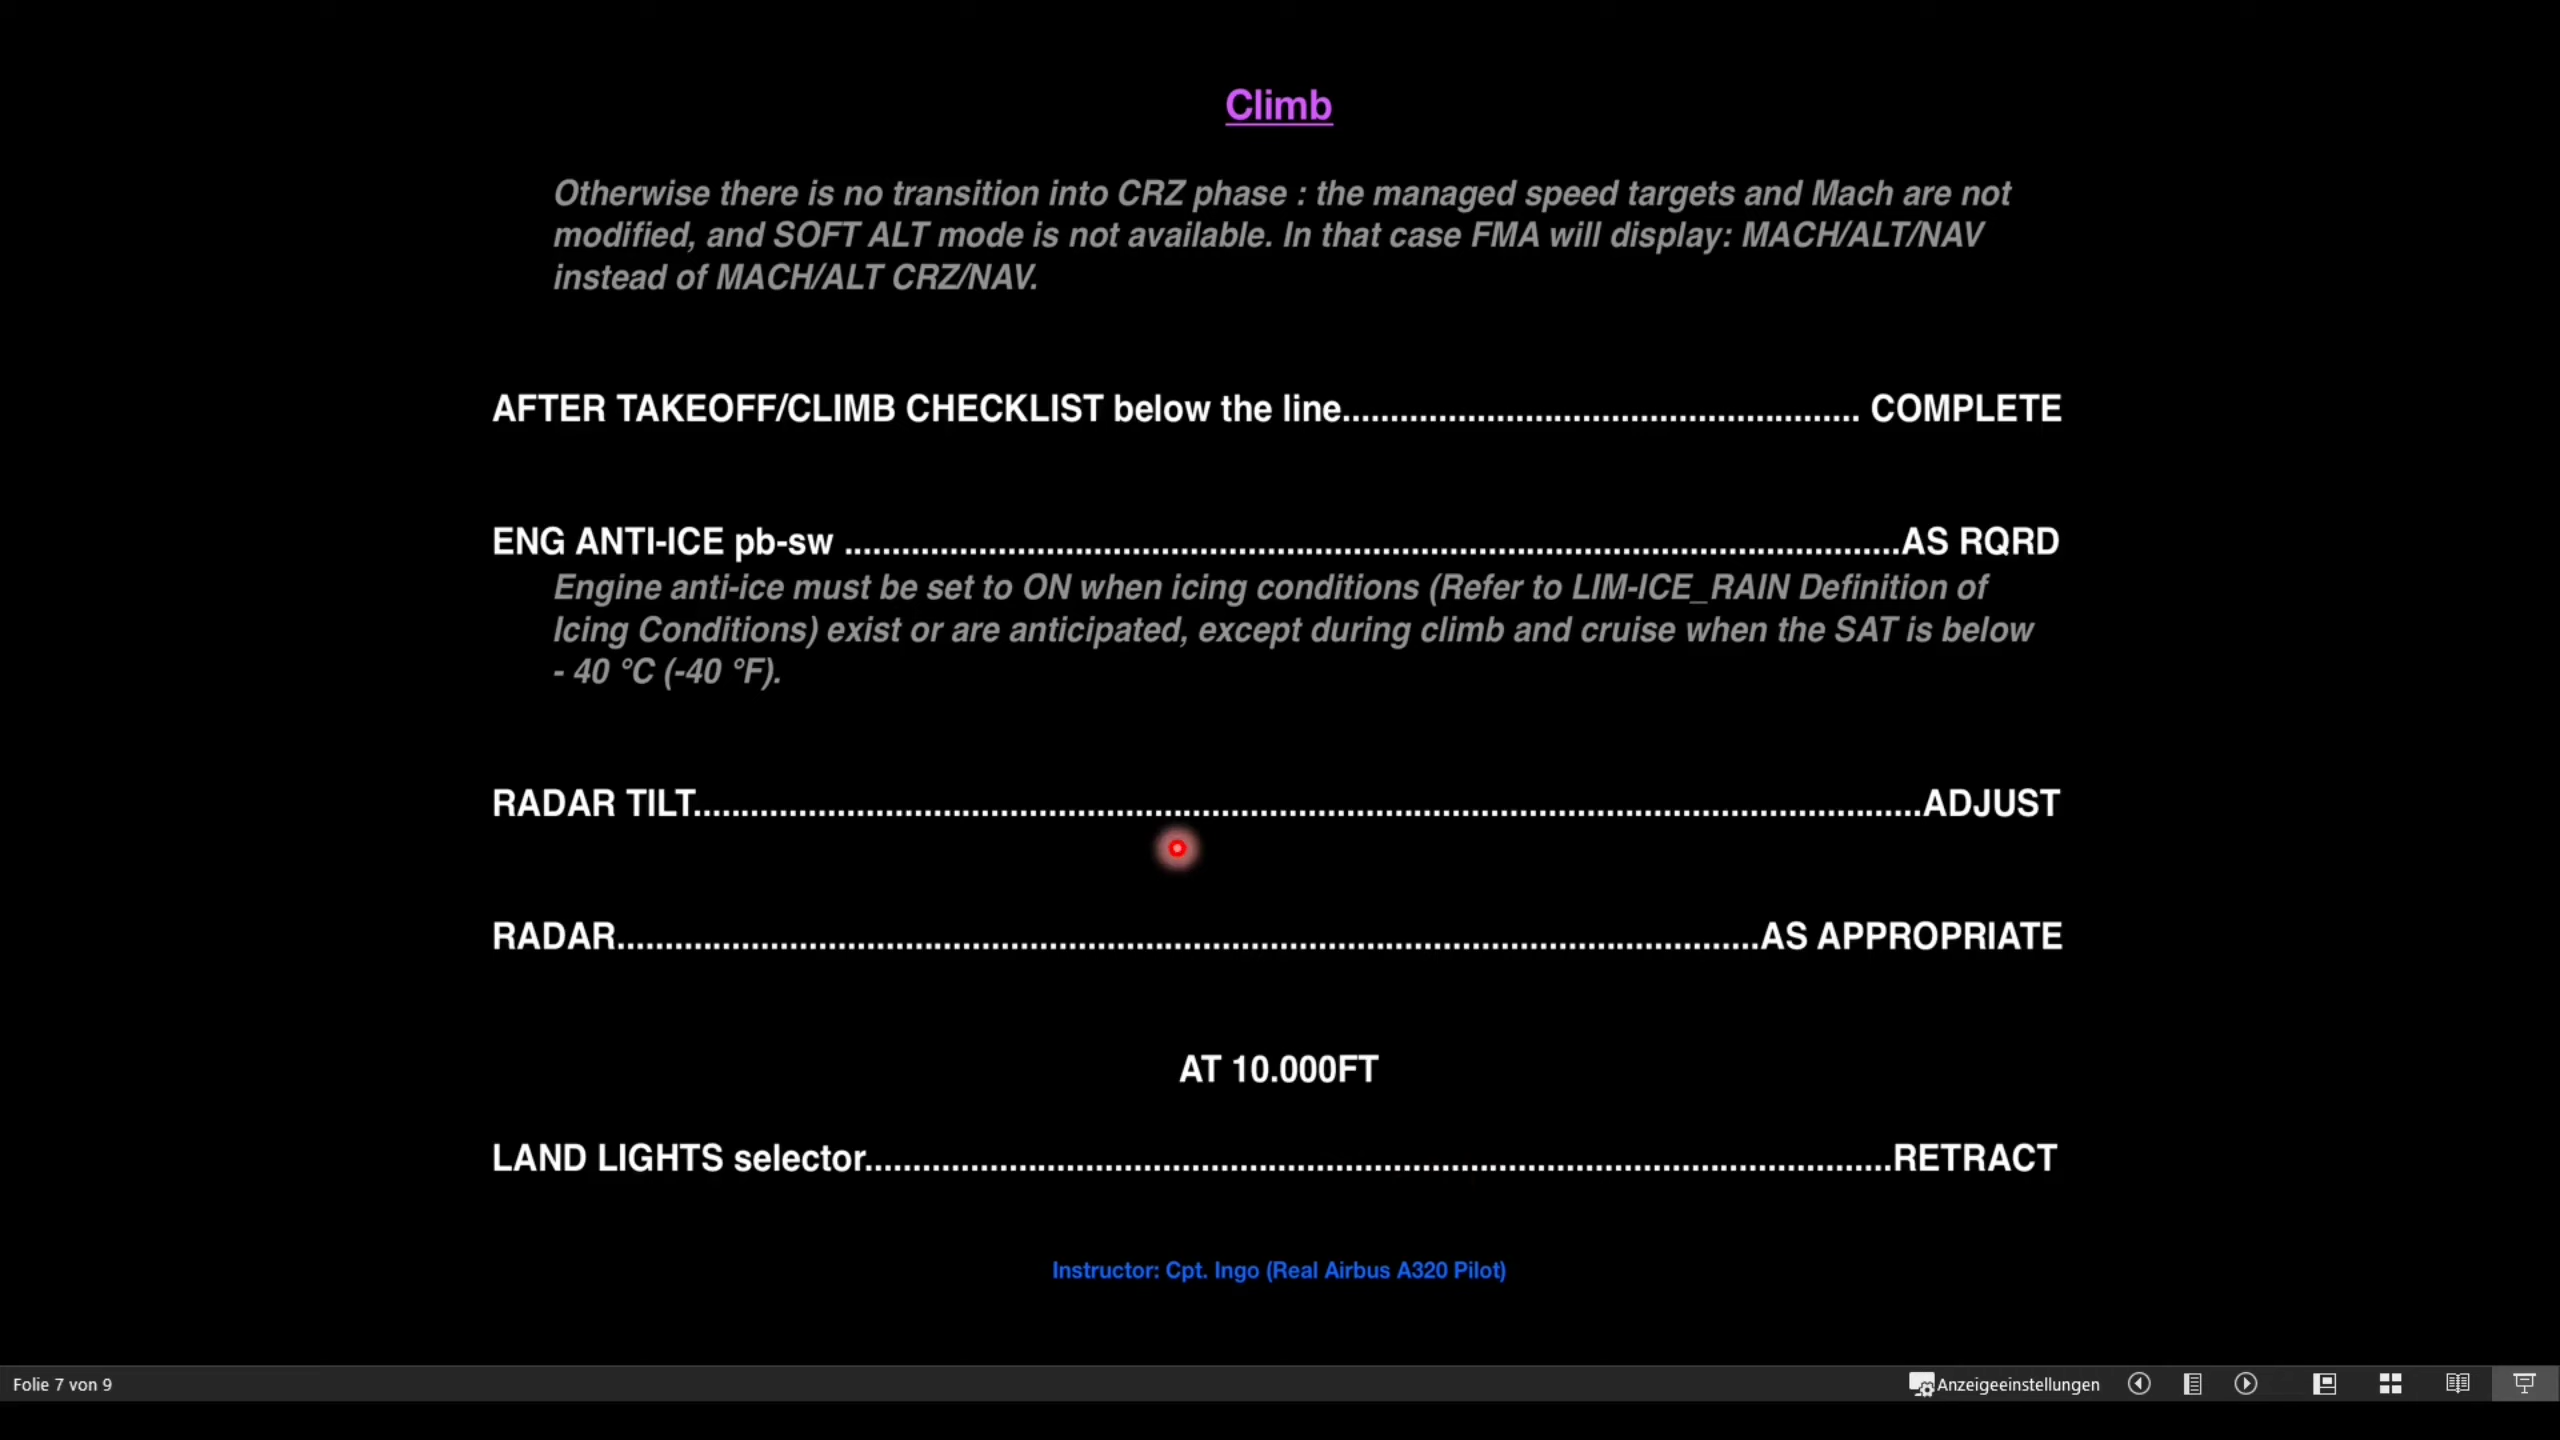 Climb
Otherwise there is no transition into CRZ phase : the managed speed targets and Mach are not
modified, and SOFT ALT mode is not available. In that case FMA will display: MACH/ALT/NAV
instead of MACH/ALT CRZ/NAV.
AFTER TAKEOFF/CLIMB CHECKLIST below the line...................................................... COMPLETE
ENG ANTI-ICE pb-sw ...............................................................................................................AS RQRD
Engine anti-ice must be set to ON when icing conditions (Refer to LIM-ICE_RAIN Definition of
Icing Conditions) exist or are anticipated, except during climb and cruise when the SAT is below
- 40 °C (-40 °F).
RADAR TILT.................................................................................................................................ADJUST
RADAR........................................................................................................................AS APPROPRIATE
AT 10.000FT
LAND LIGHTS selector............................................................................................................RETRACT
Instructor: Cpt. Ingo (Real Airbus A320 Pilot)
Folie 7 von 9
Anzeigeeinstellungen